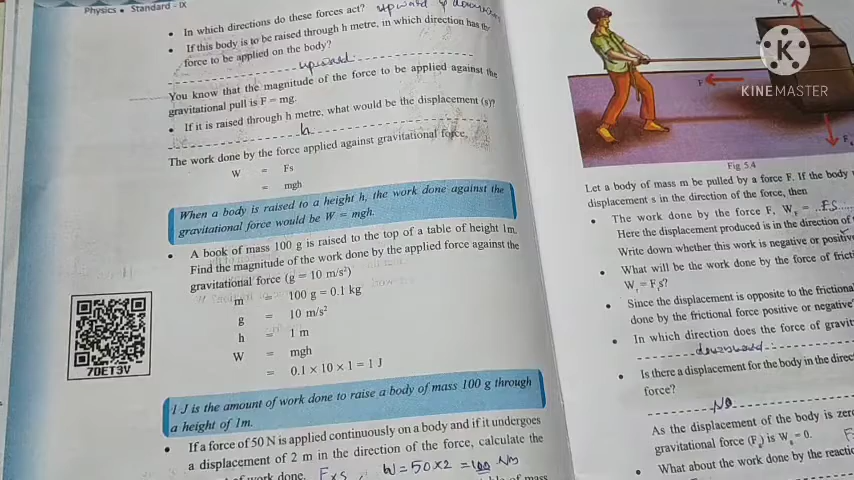 Physics • Standard - IX
• In which directions do these forces act? upward & downward
• If this body is to be raised through h metre, in which direction has the
force to be applied on the body?
upward
You know that the magnitude of the force to be applied against the
gravitational pull is F = mg.
• If it is raised through h metre, what would be the displacement (s)?
h
The work done by the force applied against gravitational force,
W = Fs
= mgh
When a body is raised to a height h, the work done against the
gravitational force would be W = mgh.
• A book of mass 100 g is raised to the top of a table of height 1m.
Find the magnitude of the work done by the applied force against the
gravitational force (g = 10 m/s²)
m = 100 g = 0.1 kg
g = 10 m/s²
h = 1 m
W = mgh
= 0.1 × 10 × 1 = 1 J
7DET3V
1 J is the amount of work done to raise a body of mass 100 g through
a height of 1m.
• If a force of 50 N is applied continuously on a body and if it undergoes
a displacement of 2 m in the direction of the force, calculate the
of work done. F×s, W=50×2 =100 Nm
of mass
KINEMASTER
F
Fig 5.4
Let a body of mass m be pulled by a force F. If the body
displacement s in the direction of the force, then
• The work done by the force F, W = FS
Here the displacement produced is in the direction of
Write down whether this work is negative or positive
• What will be the work done by the force of
W = F s?
• Since the displacement is opposite to the frictional
done by the frictional force positive or negative
• In which direction does the force of
downward
• Is there a displacement for the body in the
force?
No
As the displacement of the body is zero
gravitational force (F) is W = 0.
• What about the work done by the